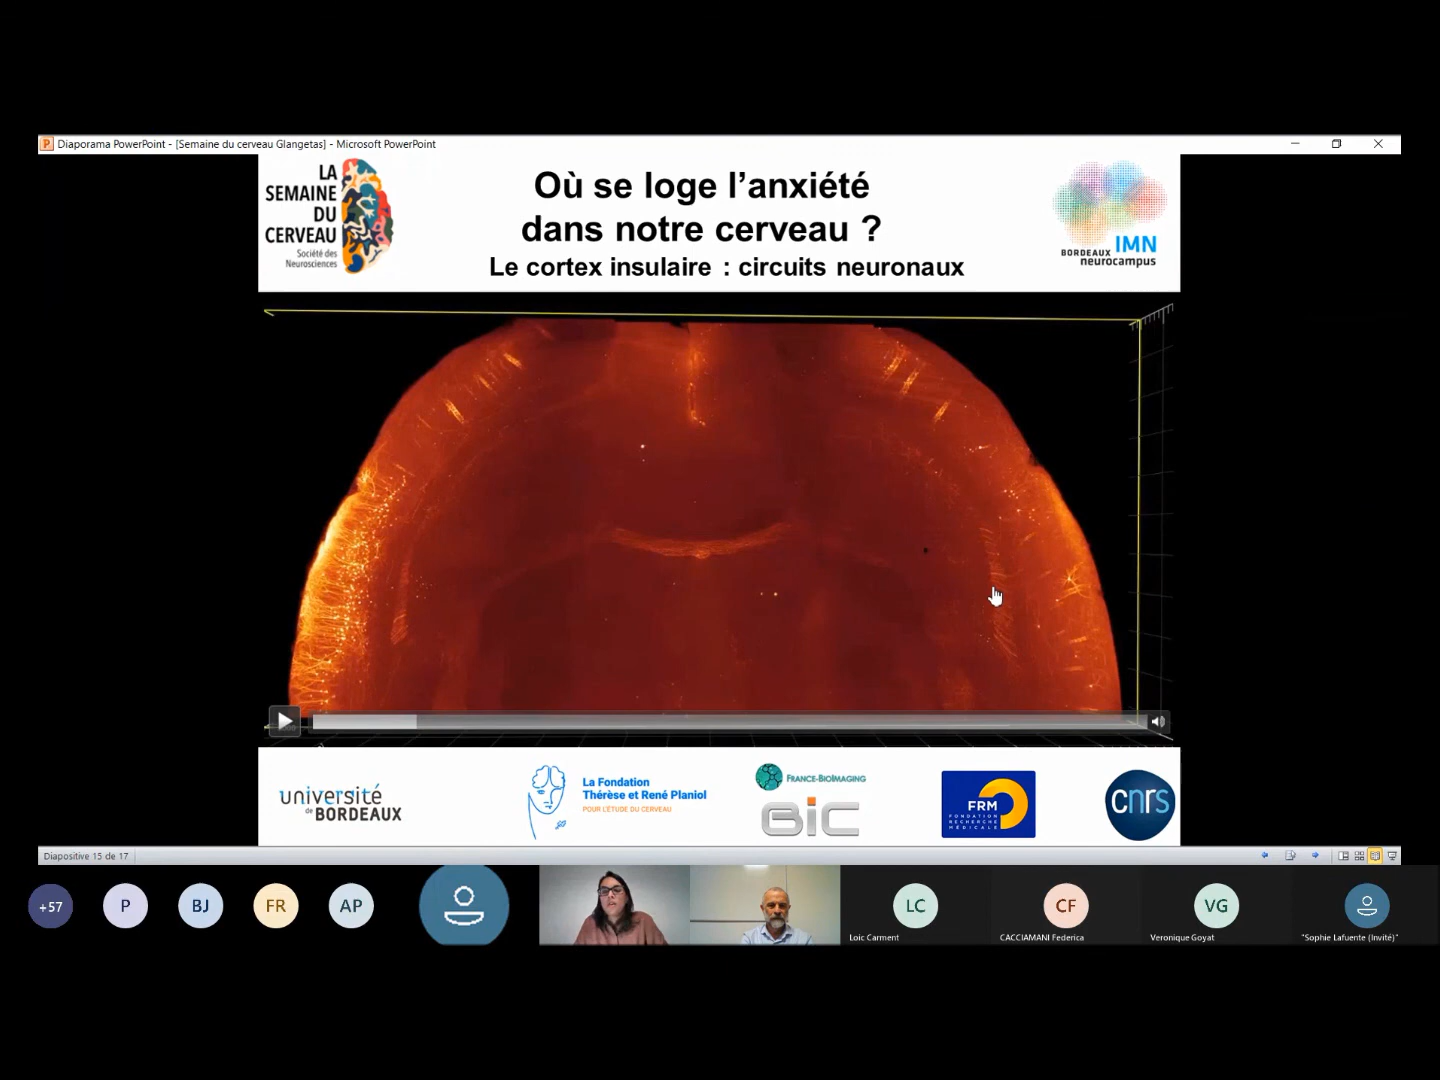 Diaporama PowerPoint - [Semaine du cerveau Glangetas] - Microsoft PowerPoint
LA
SEMAINE
DU
CERVEAU
Société des
Neurosciences
Où se loge l’anxiété
dans notre cerveau ?
Le cortex insulaire : circuits neuronaux
IMN
BORDEAUX
neurocampus
université
de BORDEAUX
La Fondation
Thérèse et René Planiol
POUR L'ÉTUDE DU CERVEAU
FRANCE-BIOIMAGING
BIC
FRM
FONDATION
RECHERCHE
MÉDICALE
cnrs
Diapositive 15 de 17
+57
P
BJ
FR
AP
LC
Loic Carment
CF
CACCIAMANI Federica
VG
Veronique Goyat
"Sophie Lafuente (Invité)"